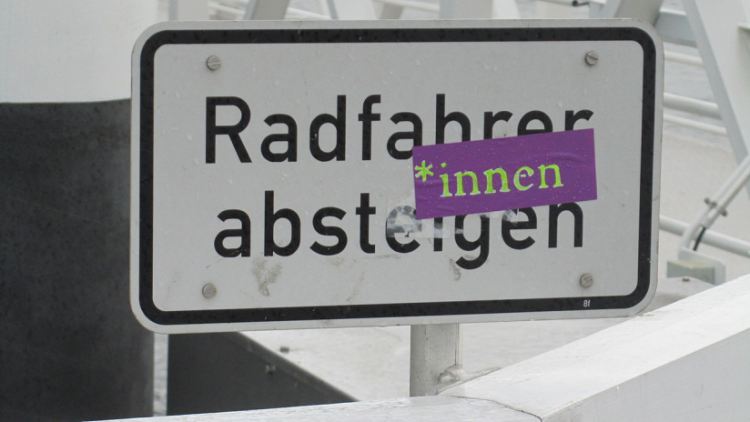 Radfahrer
*innen
absteigen